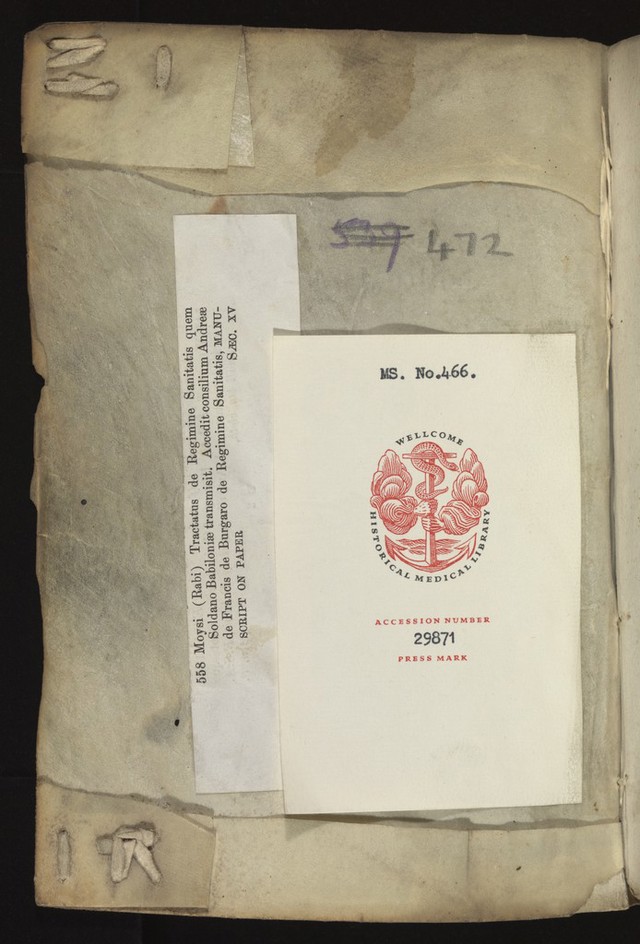 539 472
558 Moysi (Rabi) Tractatus de Regimine Sanitatis quem
Soldano Babiloniæ transmisit. Accedit consilium Andreæ
de Francis de Burgaro de Regimine Sanitatis, MANU-
SCRIPT ON PAPER SÆC. XV
MS. No.466.
WELLCOME
HISTORICAL MEDICAL LIBRARY
ACCESSION NUMBER
29871
PRESS MARK